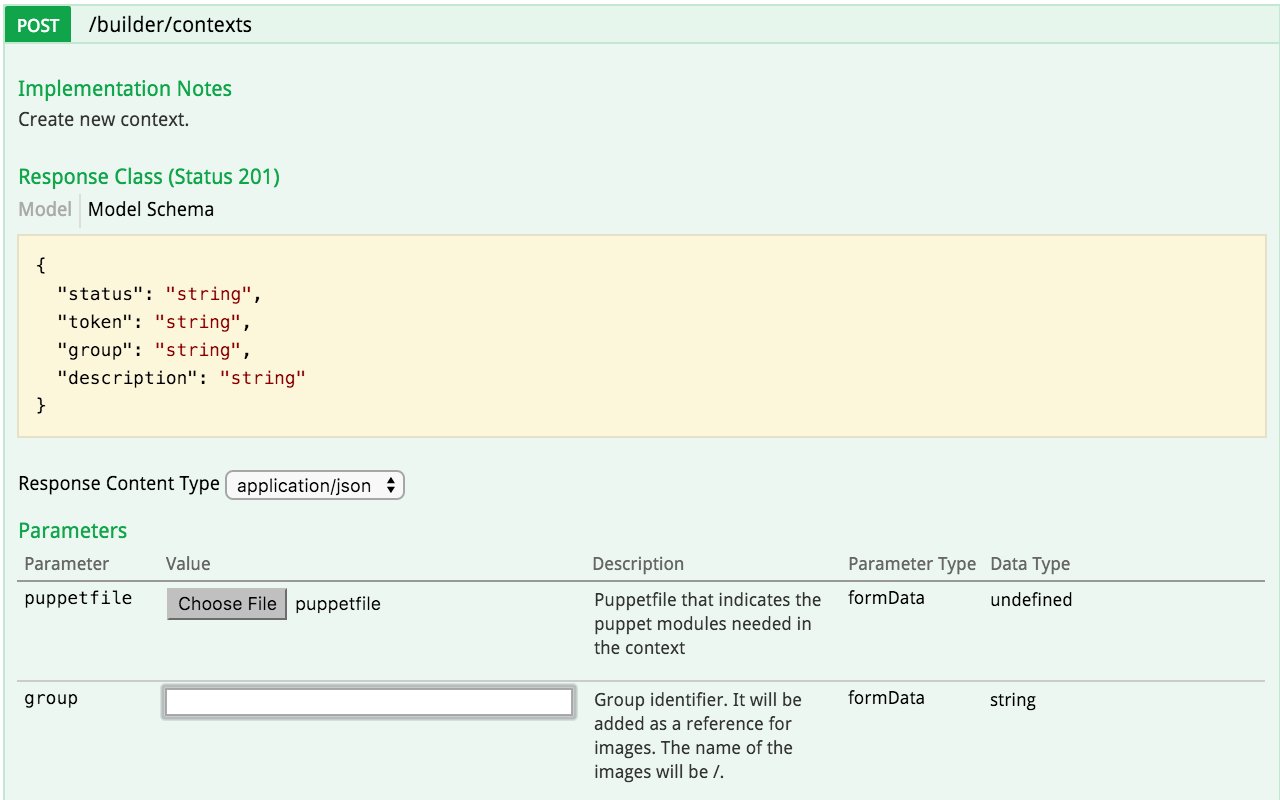 POST /builder/contexts
Implementation Notes
Create new context.
Response Class (Status 201)
Model Model Schema
{
"status": "string",
"token": "string",
"group": "string",
"description": "string"
}
Response Content Type application/json
Parameters
Parameter Value Description Parameter Type Data Type
puppetfile Choose File puppetfile Puppetfile that indicates the formData undefined
puppet modules needed in
the context
group Group identifier. It will be formData string
added as a reference for
images. The name of the
images will be /.